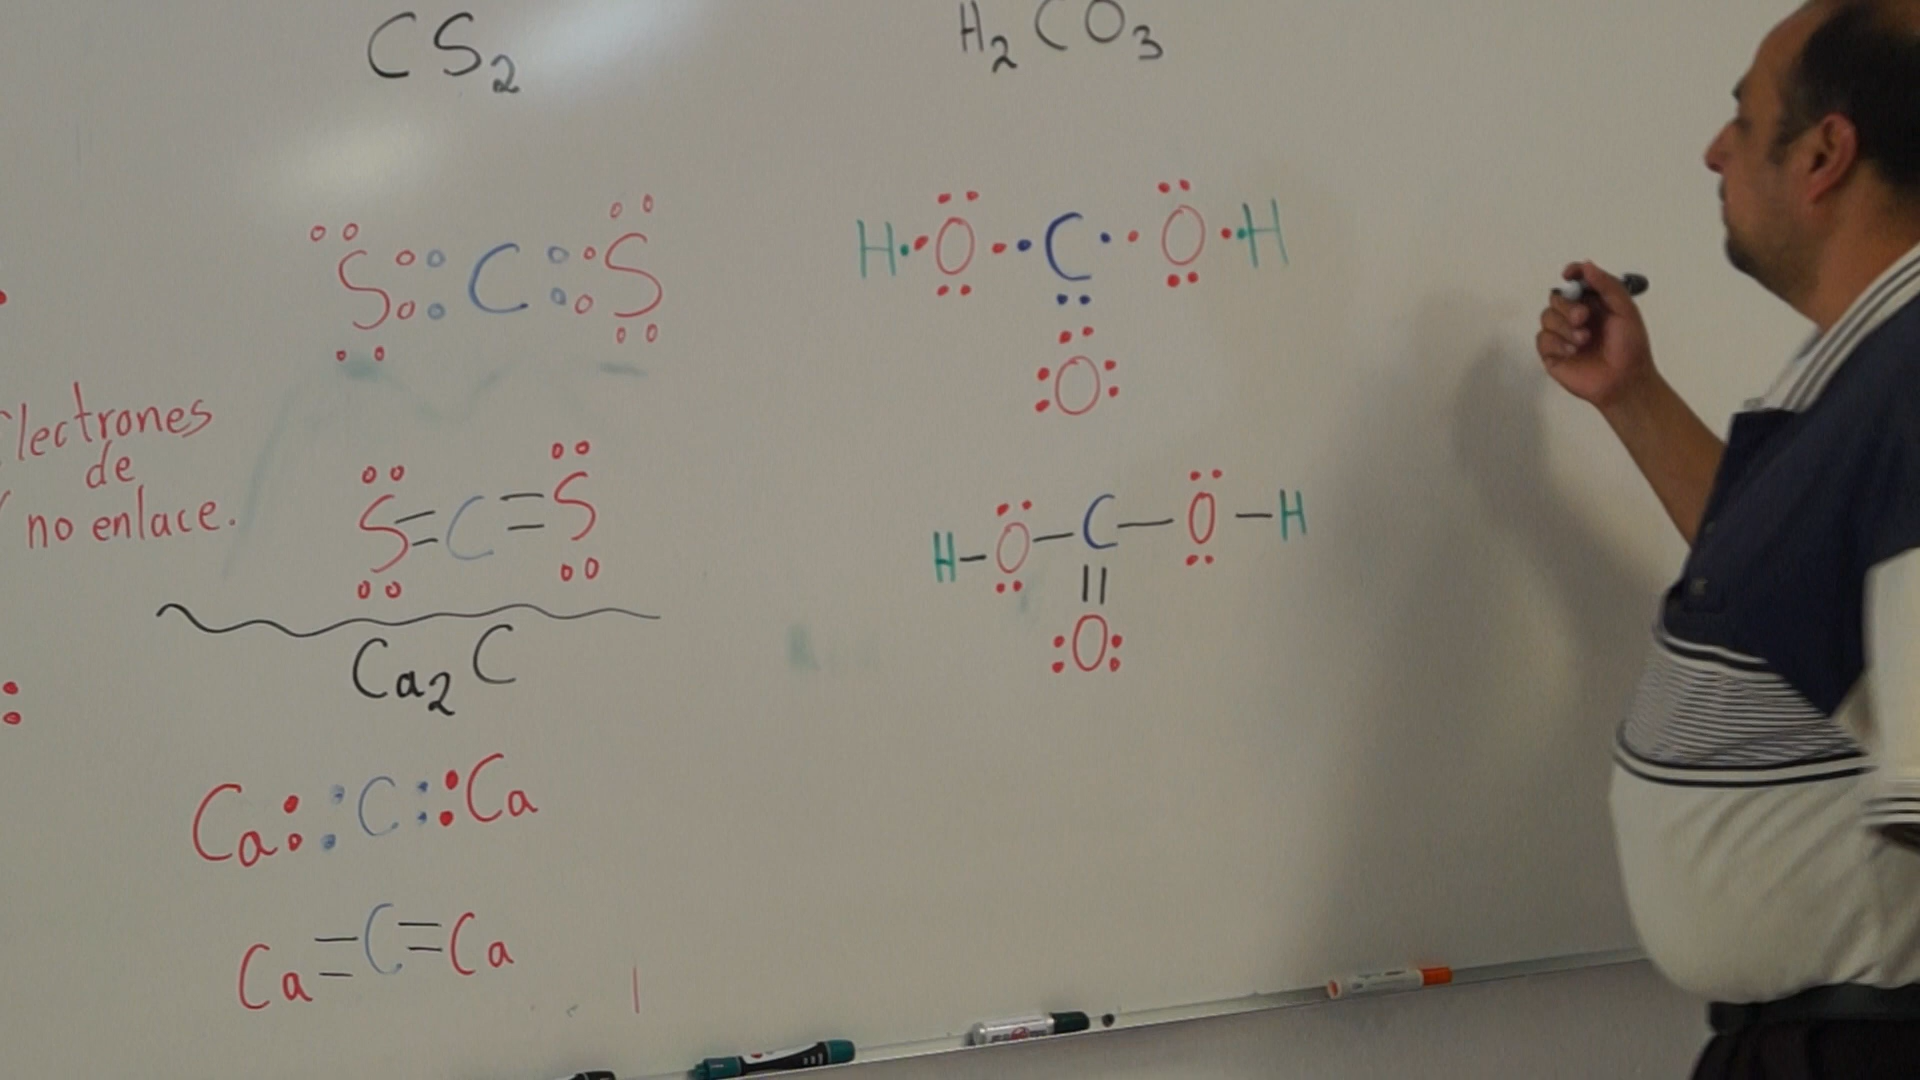 CS₂
S::C::S
Electrones
de
no enlace.
S=C=S
Ca₂C
Ca::C::Ca
Ca=C=Ca
H₂CO₃
H:O:C:O:H
::
O
H-O-C-O-H
||
O